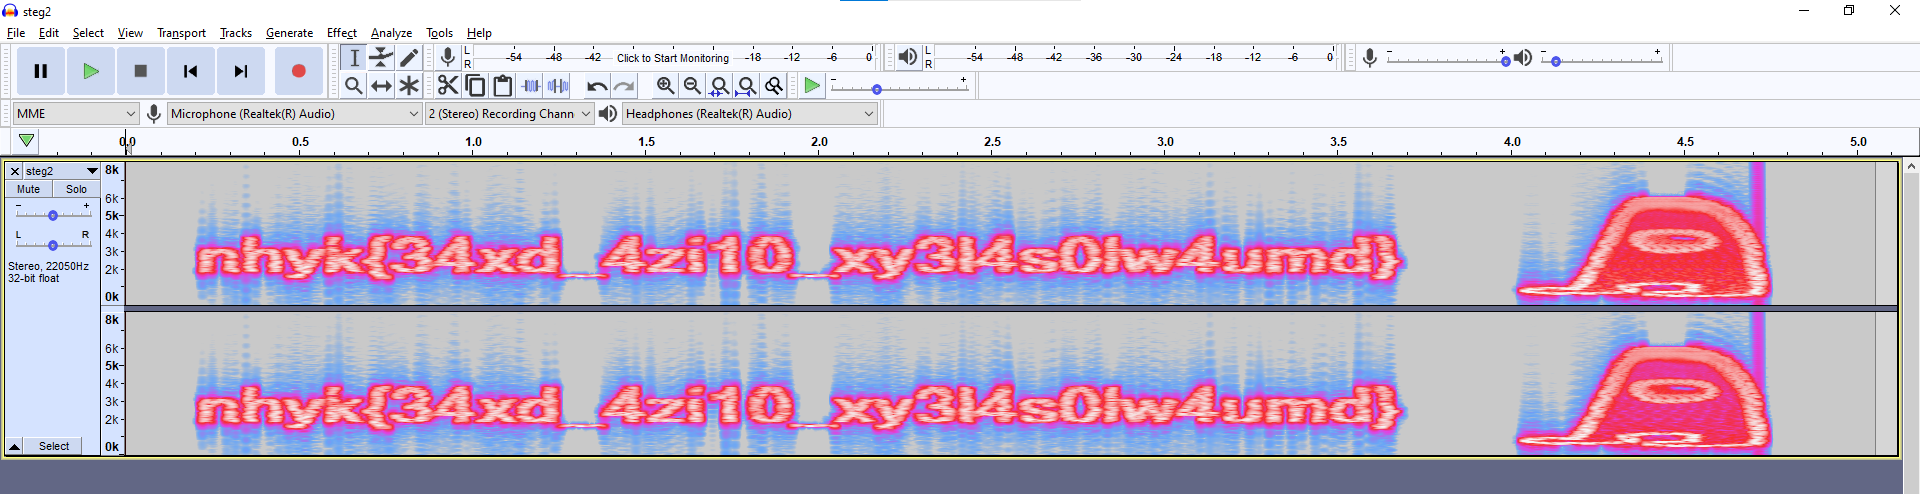 steg2
File Edit Select View Transport Tracks Generate Effect Analyze Tools Help
L R -54 -48 -42 Click to Start Monitoring -18 -12 -6 0
L R -54 -48 -42 -36 -30 -24 -18 -12 -6 0
- + - +
- +
MME Microphone (Realtek(R) Audio) 2 (Stereo) Recording Chann Headphones (Realtek(R) Audio)
0.0 0.5 1.0 1.5 2.0 2.5 3.0 3.5 4.0 4.5 5.0
× steg2 8k
Mute Solo
- + 6k
5k
L R 4k
3k
Stereo, 22050Hz 2k
32-bit float
0k
nhyk{34xd_4zi10_xy3l4s0lw4umd}
8k
6k
5k
4k
3k
2k
Select 0k
nhyk{34xd_4zi10_xy3l4s0lw4umd}